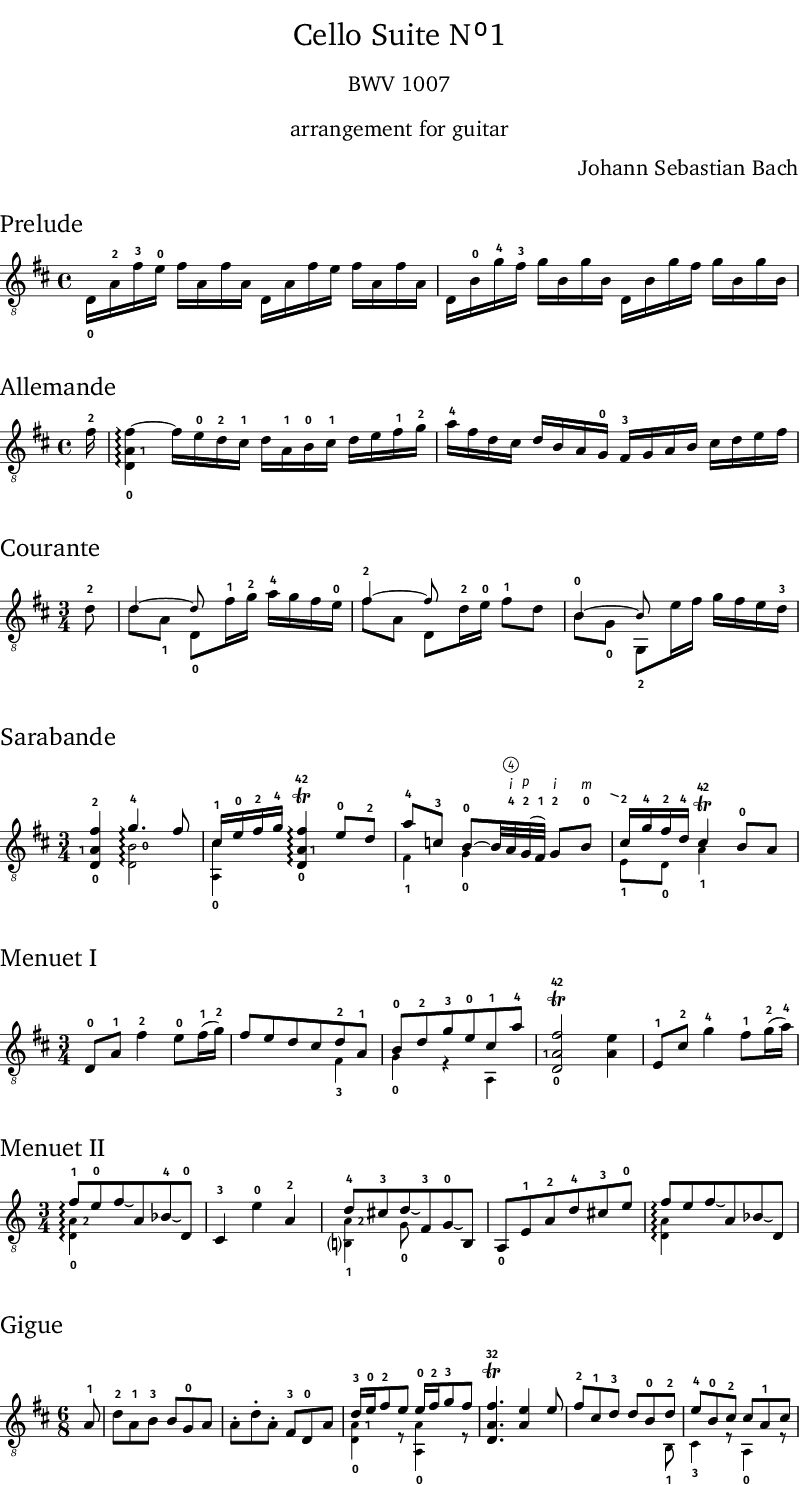 Cello Suite Nº1
BWV 1007
arrangement for guitar
Johann Sebastian Bach
Prelude
Allemande
Courante
Sarabande
Menuet I
Menuet II
Gigue